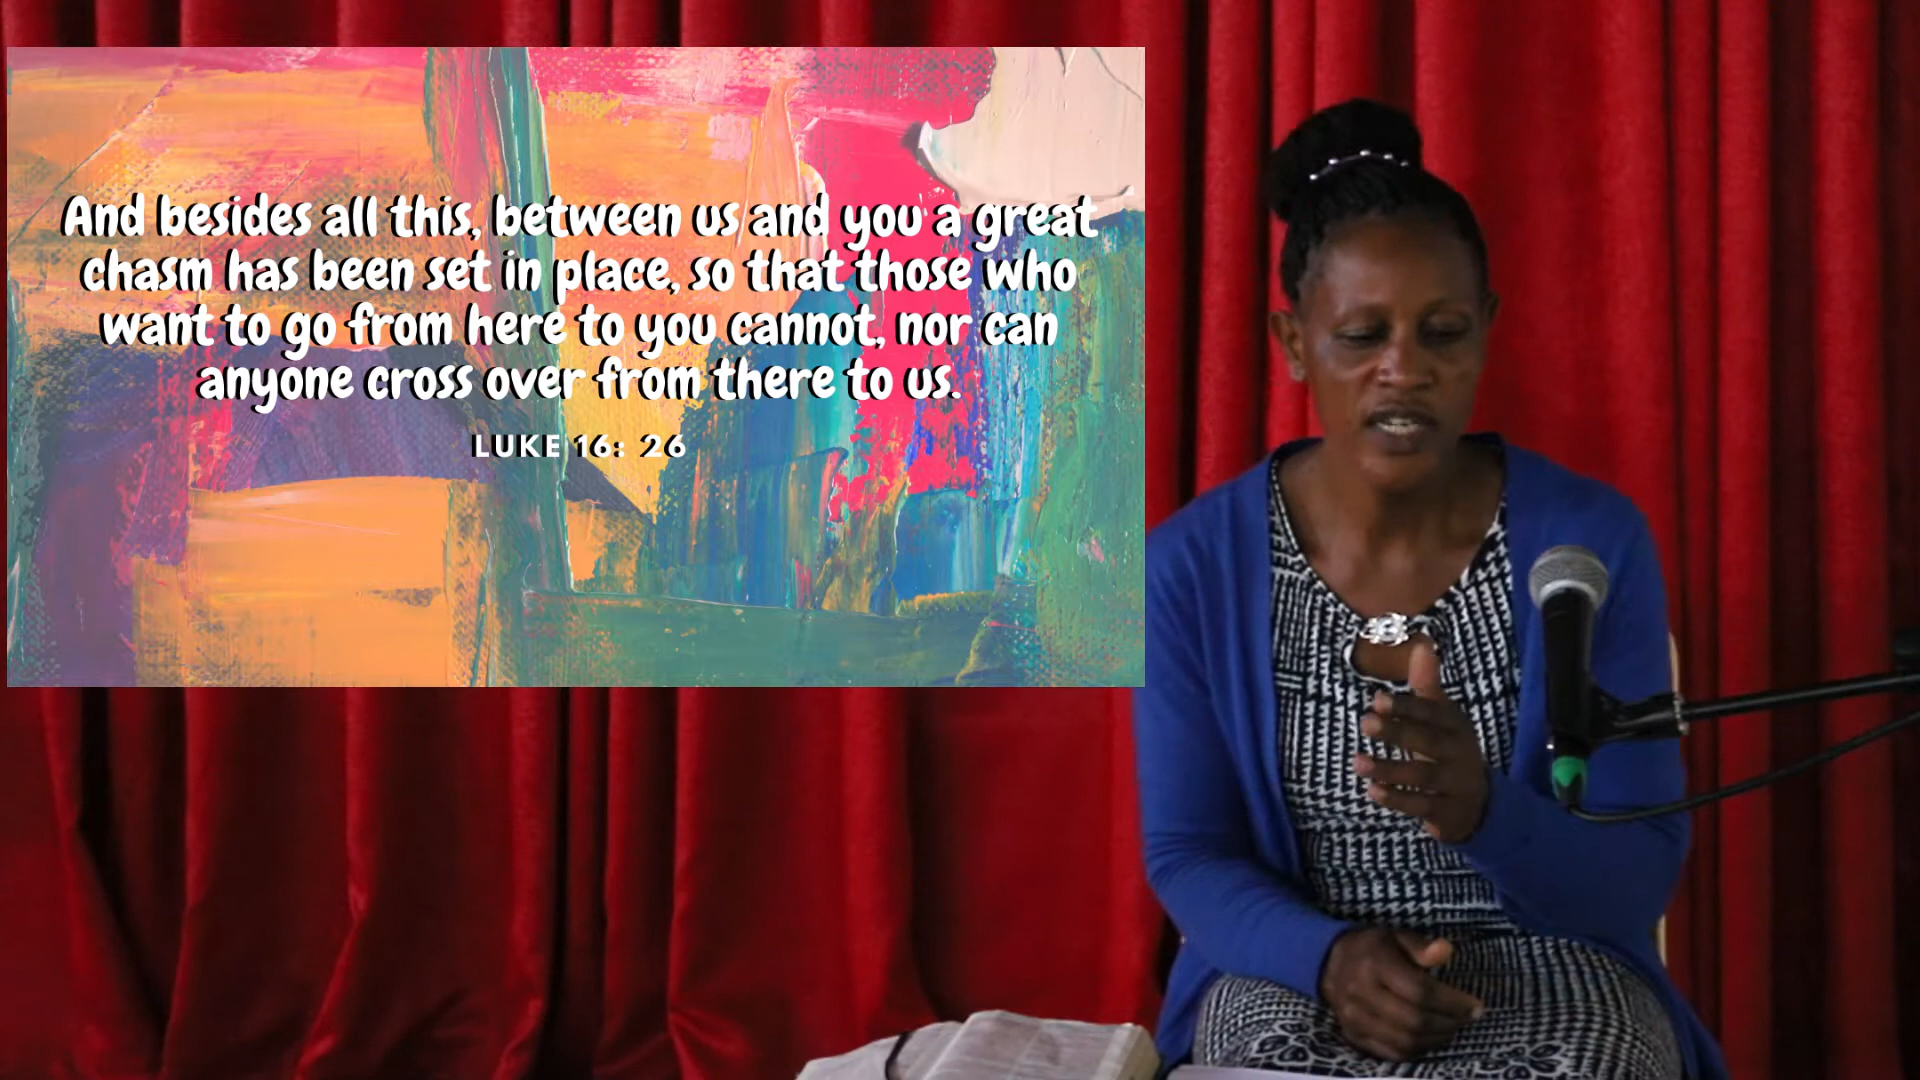 And besides all this, between us and you a great
chasm has been set in place, so that those who
want to go from here to you cannot, nor can
anyone cross over from there to us.
LUKE 16: 26